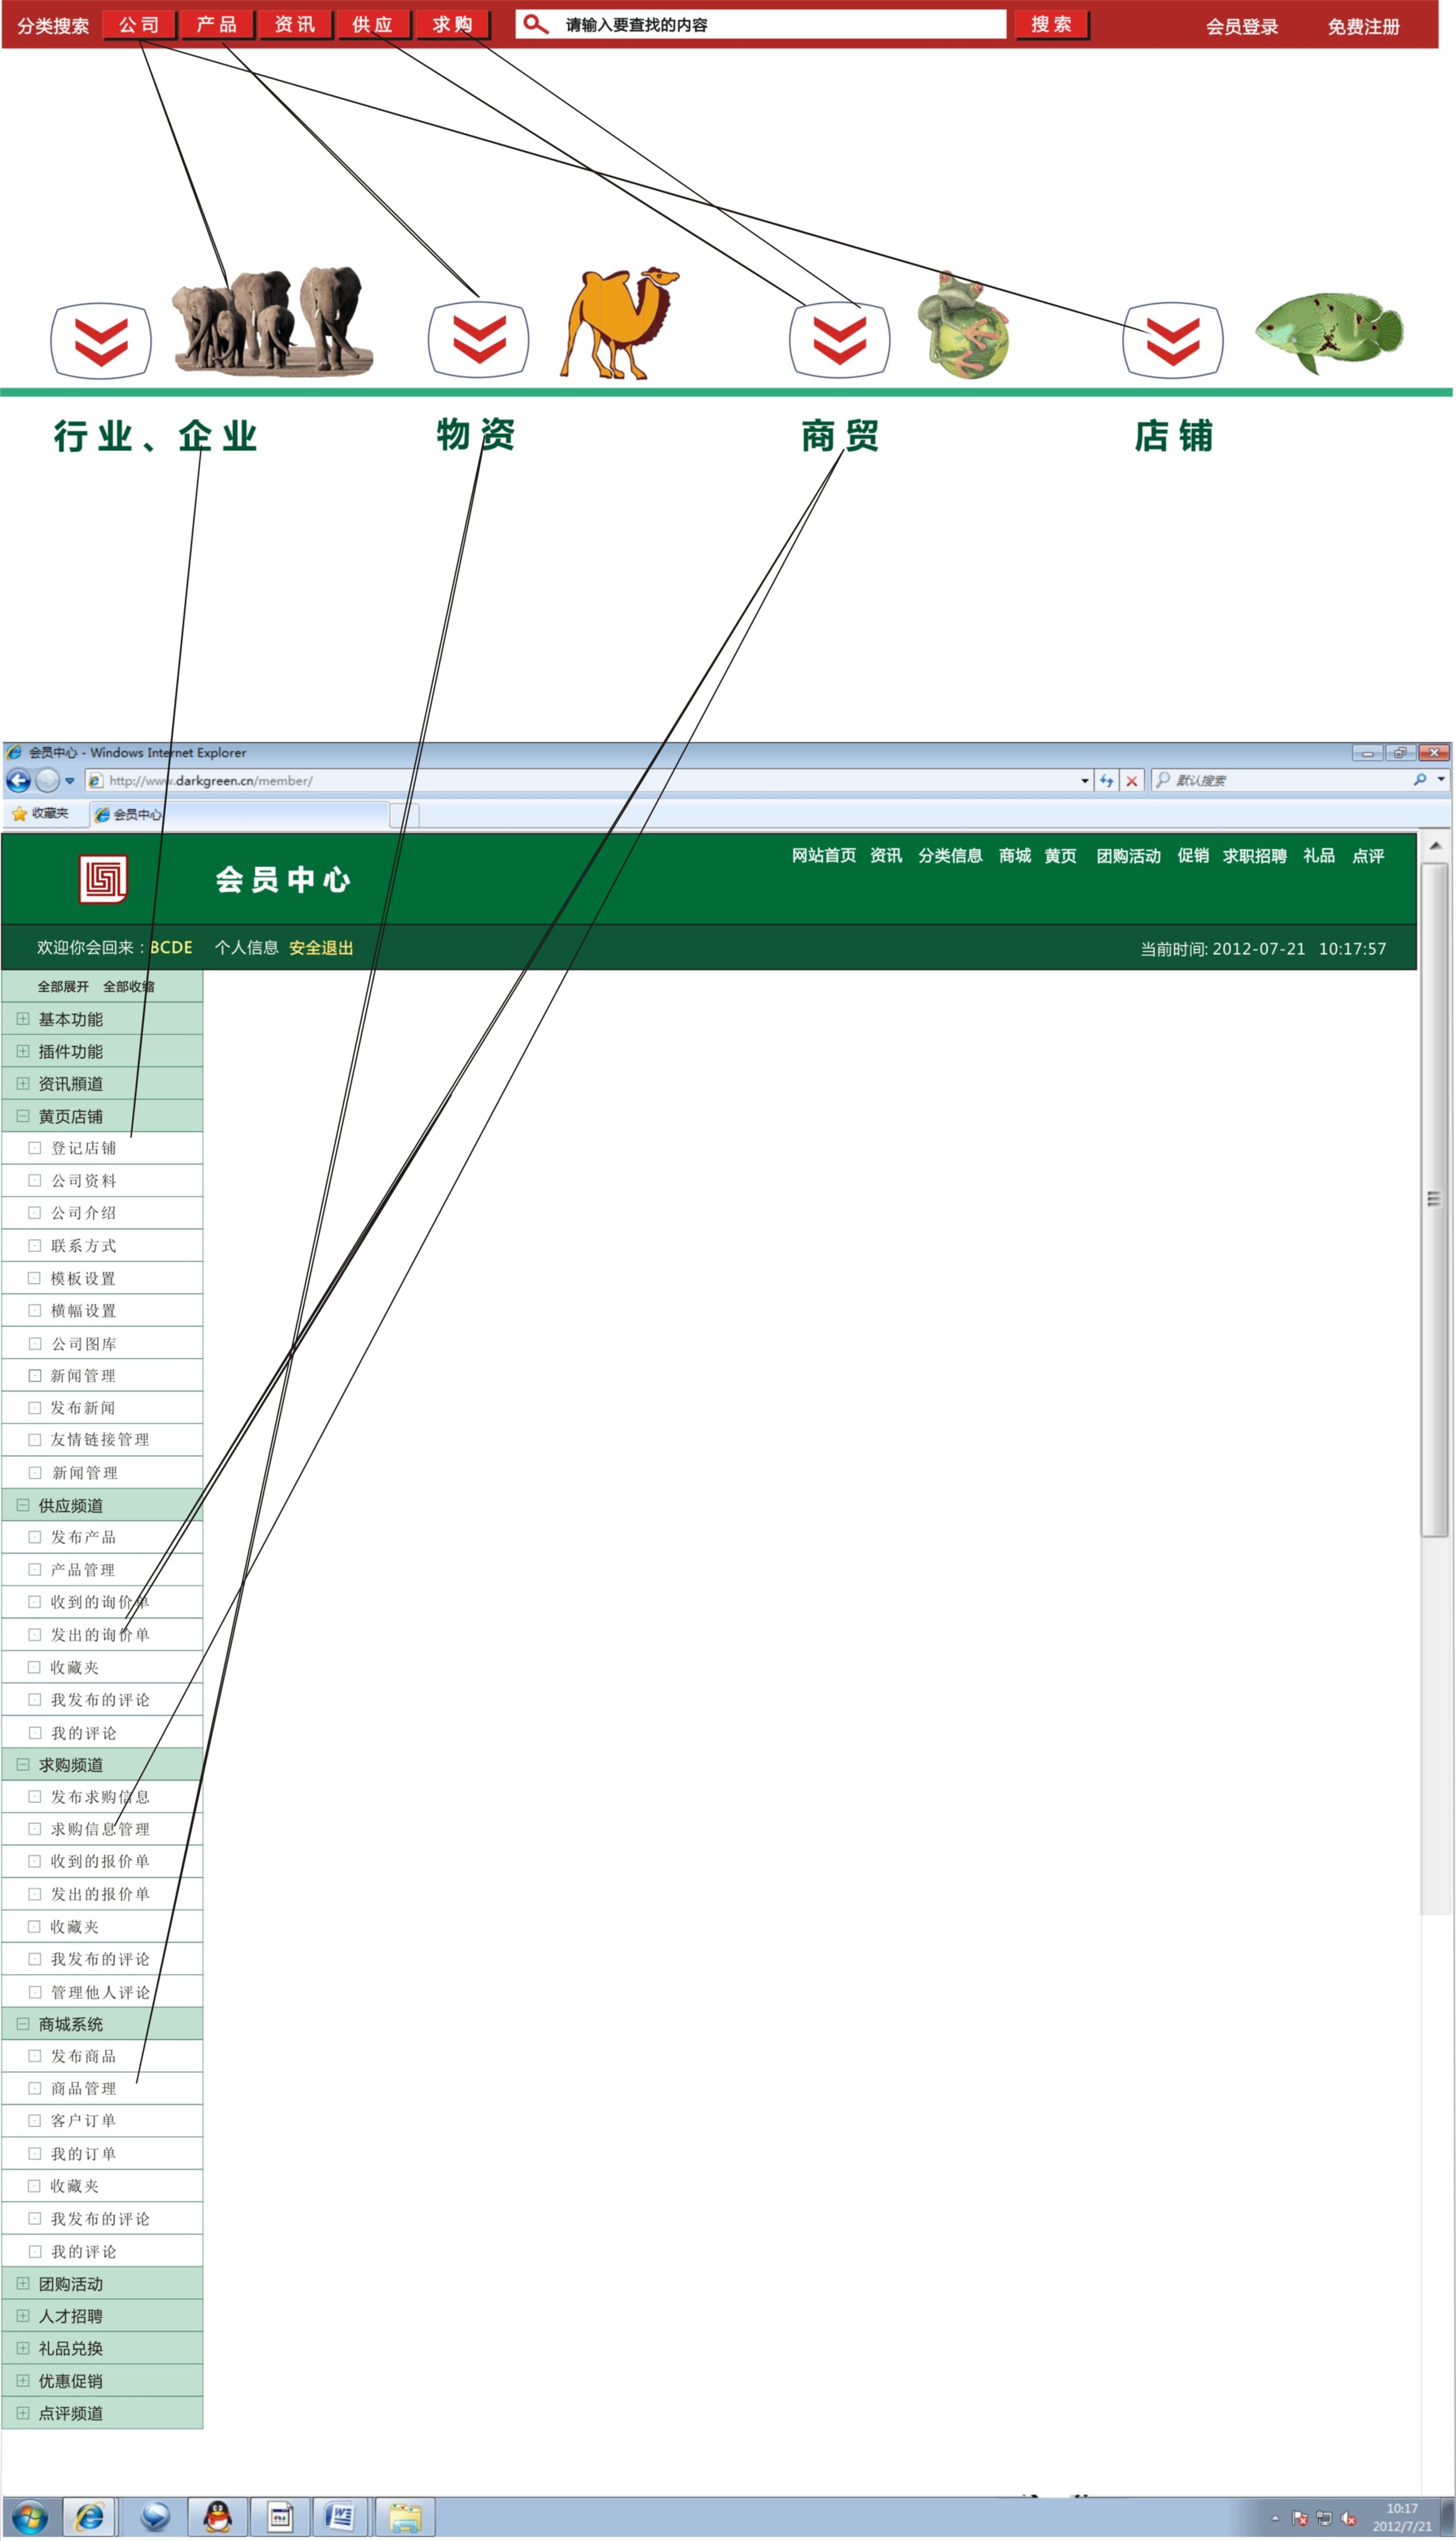 分类搜索 公司 产品 资讯 供应 求购 请输入要查找的内容 搜索 会员登录 免费注册
行业、企业 物资 商贸 店铺
会员中心 - Windows Internet Explorer
http://www.darkgreen.cn/member/ 默认搜索
收藏夹 会员中心
网站首页 资讯 分类信息 商城 黄页 团购活动 促销 求职招聘 礼品 点评
会员中心
欢迎你会回来：BCDE 个人信息 安全退出 当前时间: 2012-07-21 10:17:57
全部展开 全部收缩
基本功能
插件功能
资讯頻道
黄页店铺
登记店铺
公司资料
公司介绍
联系方式
模板设置
横幅设置
公司图库
新闻管理
发布新闻
友情链接管理
新闻管理
供应频道
发布产品
产品管理
收到的询价单
发出的询价单
收藏夹
我发布的评论
我的评论
求购频道
发布求购信息
求购信息管理
收到的报价单
发出的报价单
收藏夹
我发布的评论
管理他人评论
商城系统
发布商品
商品管理
客户订单
我的订单
收藏夹
我发布的评论
我的评论
团购活动
人才招聘
礼品兑换
优惠促销
点评频道
10:17
2012/7/21